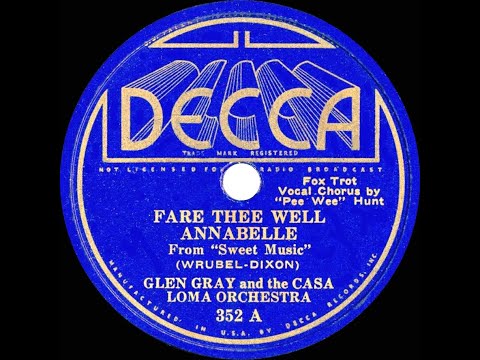 DECCA
TRADE MARK REGISTERED
NOT LICENSED FOR RADIO BROADCAST
Fox Trot
Vocal Chorus by
"Pee Wee" Hunt
FARE THEE WELL
ANNABELLE
From "Sweet Music"
(WRUBEL-DIXON)
GLEN GRAY and the CASA
LOMA ORCHESTRA
352 A
MANUFACTURED IN U.S.A. BY DECCA RECORDS, INC